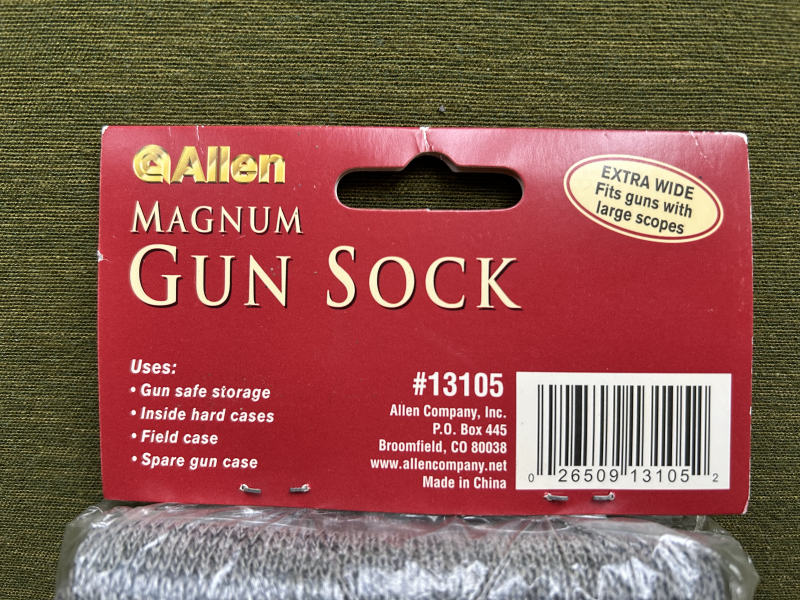 Allen
MAGNUM
GUN SOCK
EXTRA WIDE
Fits guns with
large scopes
Uses:
• Gun safe storage
• Inside hard cases
• Field case
• Spare gun case
#13105
Allen Company, Inc.
P.O. Box 445
Broomfield, CO 80038
www.allencompany.net
Made in China
0 26509 13105 2